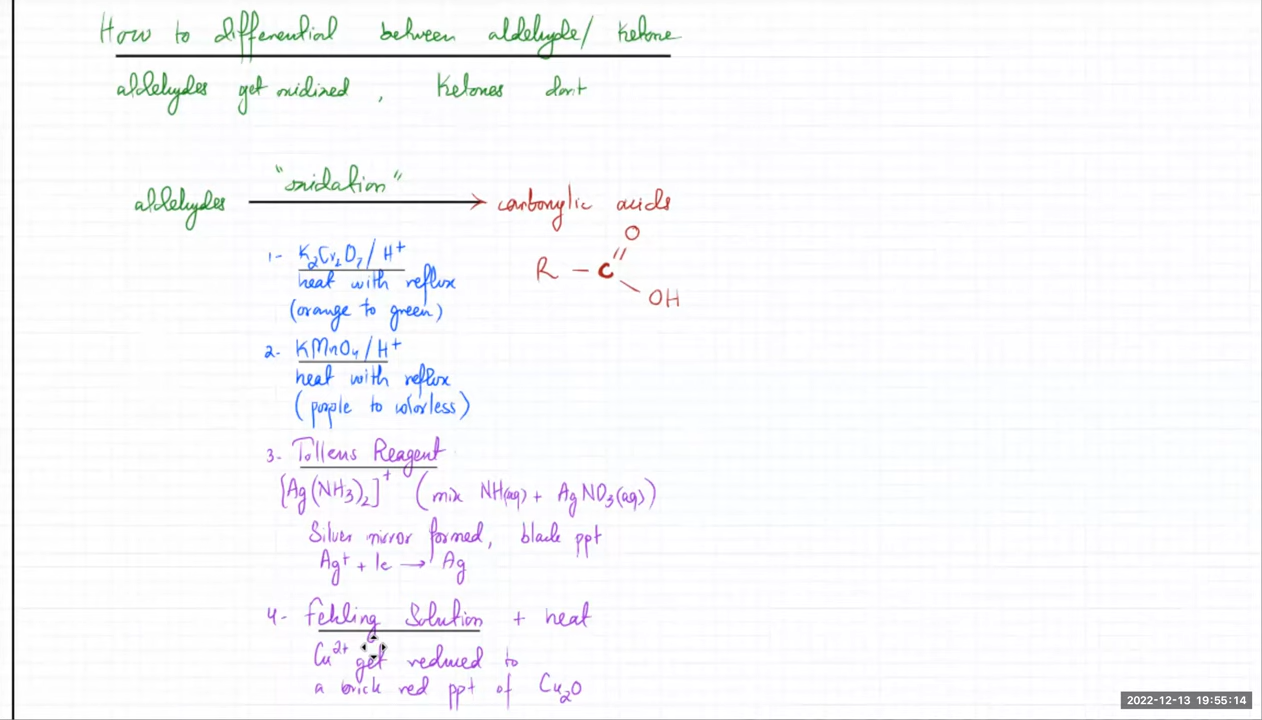 How to differential between aldehyde/ ketone
aldehydes get oxidized, Ketones don't
aldehydes "oxidation" carboxylic acids
O
1- K₂Cr₂O₇/H⁺
R - C
heat with reflux
OH
(orange to green)
2- KMnO₄/H⁺
heat with reflux
(purple to colorless)
3. Tollens Reagent
[Ag(NH3)₂]⁺ (mix NH(aq) + AgNO₃(aq))
Silver mirror formed, black ppt
Ag⁺ + 1e → Ag
4- Fehling Solution + heat
Cu²⁺ get reduced to
a brick red ppt of Cu₂O
2022-12-13 19:55:14